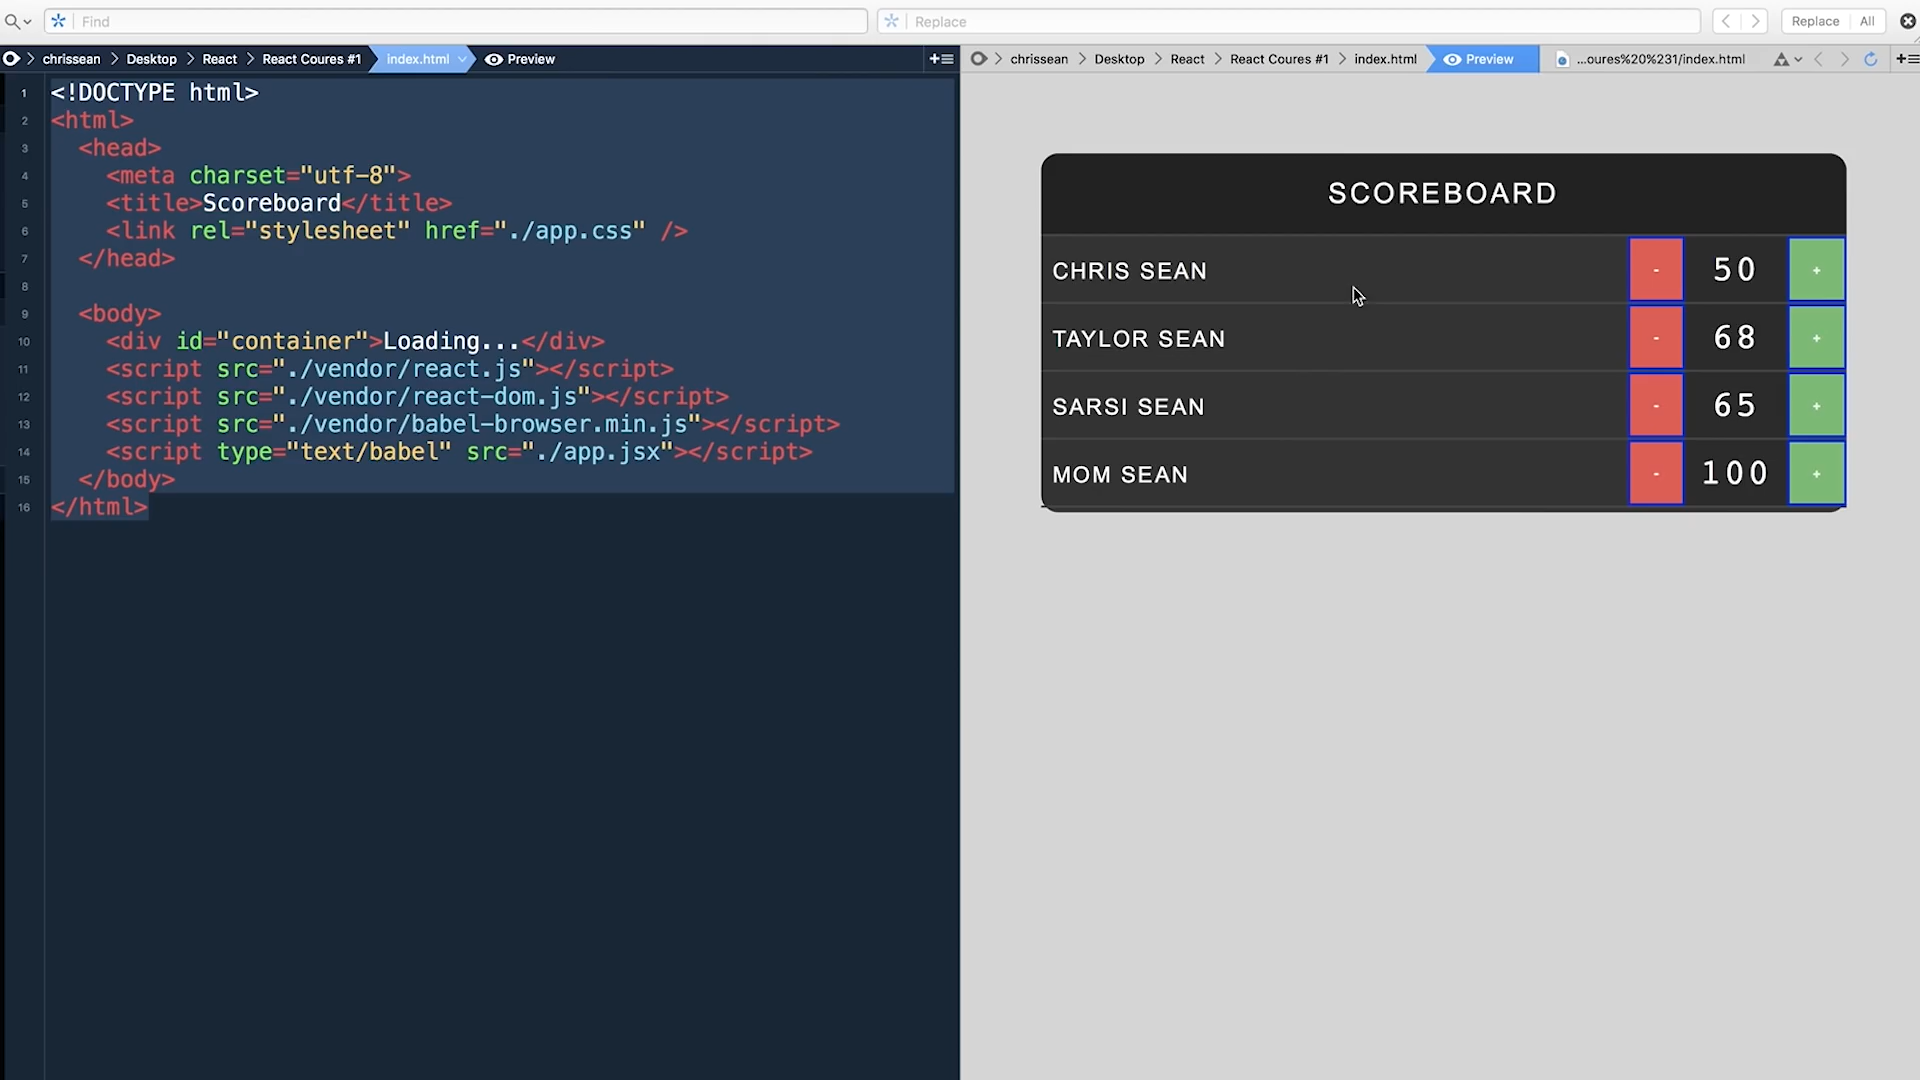 Find
Replace
Replace All
chrissean Desktop React React Coures #1 index.html Preview
chrissean Desktop React React Coures #1 index.html Preview ...oures%20%231/index.html
1 <!DOCTYPE html>
2 <html>
3 <head>
4 <meta charset="utf-8">
5 <title>Scoreboard</title>
6 <link rel="stylesheet" href="./app.css" />
7 </head>
8
9 <body>
10 <div id="container">Loading...</div>
11 <script src="./vendor/react.js"></script>
12 <script src="./vendor/react-dom.js"></script>
13 <script src="./vendor/babel-browser.min.js"></script>
14 <script type="text/babel" src="./app.jsx"></script>
15 </body>
16 </html>
SCOREBOARD
CHRIS SEAN - 50 +
TAYLOR SEAN - 68 +
SARSI SEAN - 65 +
MOM SEAN - 100 +